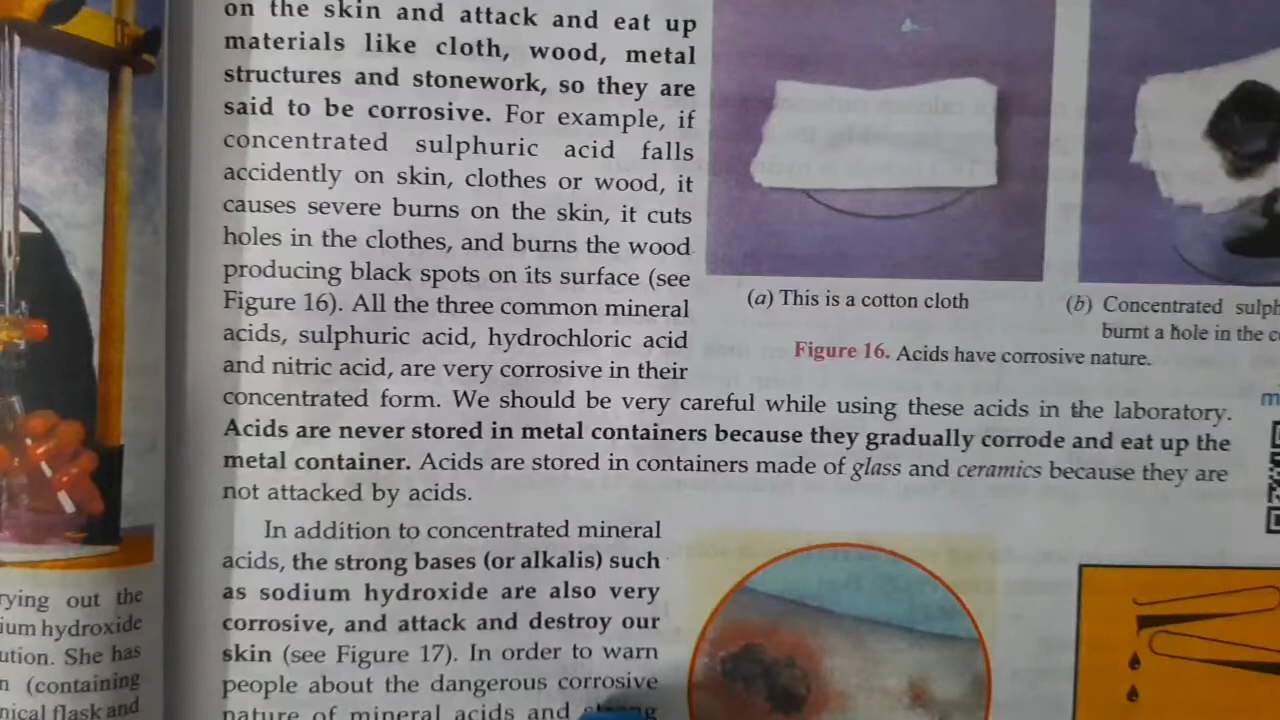 on the skin and attack and eat up
materials like cloth, wood, metal
structures and stonework, so they are
said to be corrosive. For example, if
concentrated sulphuric acid falls
accidently on skin, clothes or wood, it
causes severe burns on the skin, it cuts
holes in the clothes, and burns the wood
producing black spots on its surface (see
Figure 16). All the three common mineral
acids, sulphuric acid, hydrochloric acid
and nitric acid, are very corrosive in their
concentrated form. We should be very careful while using these acids in the laboratory.
Acids are never stored in metal containers because they gradually corrode and eat up the
metal container. Acids are stored in containers made of glass and ceramics because they are
not attacked by acids.
In addition to concentrated mineral
acids, the strong bases (or alkalis) such
as sodium hydroxide are also very
corrosive, and attack and destroy our
skin (see Figure 17). In order to warn
people about the dangerous corrosive
nature of mineral acids and
(a) This is a cotton cloth
(b) Concentrated sulph
burnt a hole in the c
Figure 16. Acids have corrosive nature.
m
rying out the
ium hydroxide
ution. She has
n (containing
nical flask and